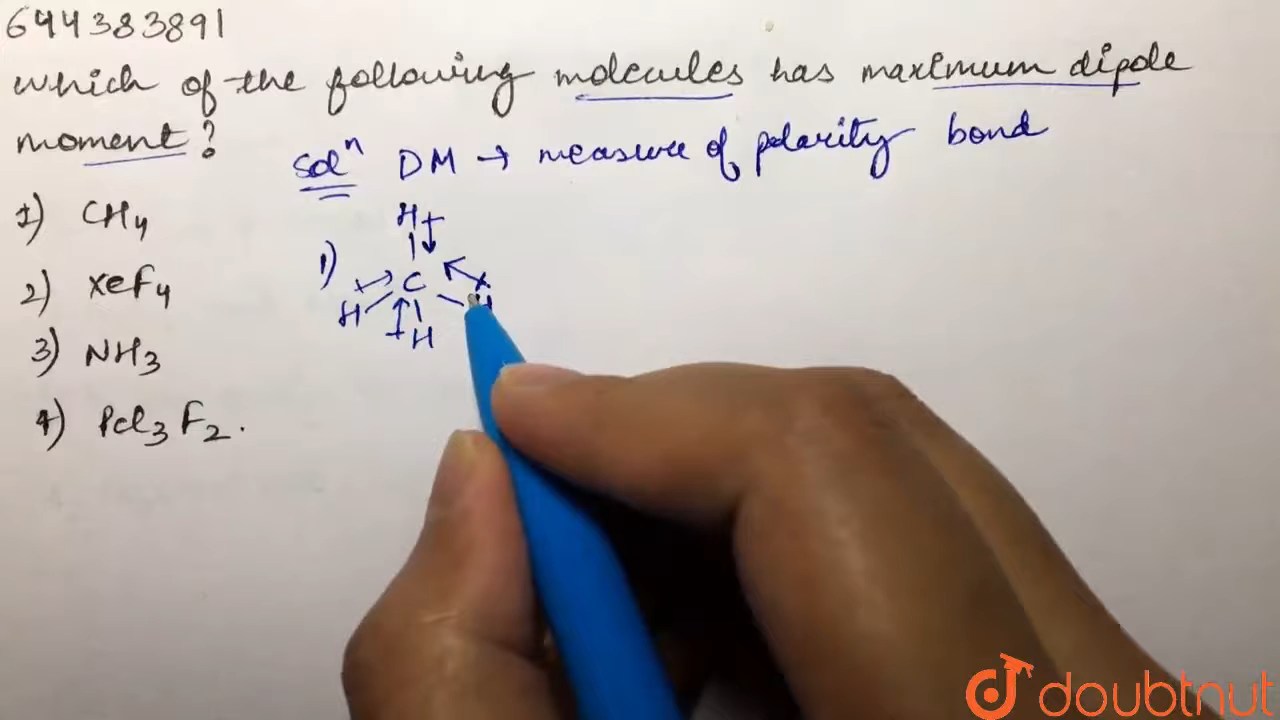 644383891
which of the following molecules has maximum dipole
moment?
Solⁿ DM → measure of polarity bond
1) CH4
2) XeF4
3) NH3
4) PCl3F2.
1)
H
C
H H
H
doubtnut